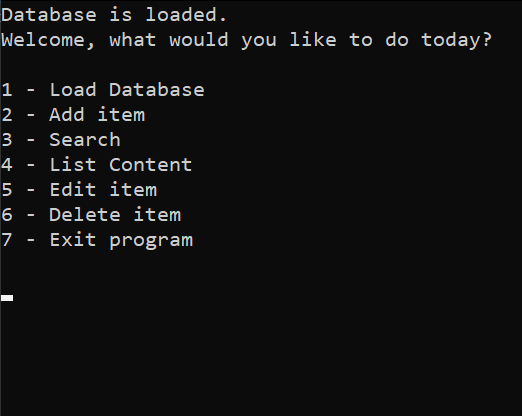 Database is loaded.
Welcome, what would you like to do today?
1 - Load Database
2 - Add item
3 - Search
4 - List Content
5 - Edit item
6 - Delete item
7 - Exit program